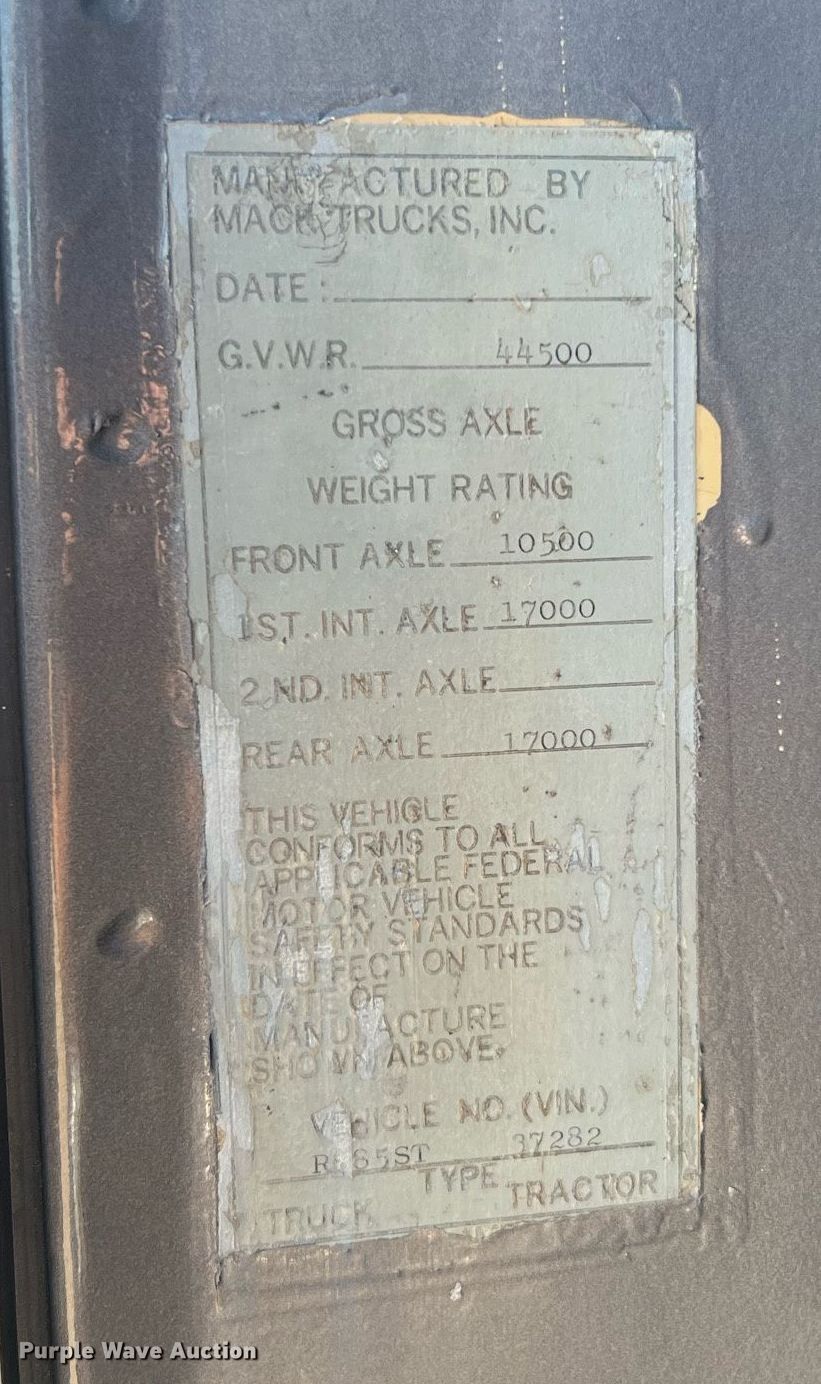 MANUFACTURED BY
MACK TRUCKS, INC.
DATE:
G.V.W.R. 44500
GROSS AXLE
WEIGHT RATING
FRONT AXLE 10500
1ST. INT. AXLE 17000
2 ND. INT. AXLE
REAR AXLE 17000
THIS VEHICLE
CONFORMS TO ALL
APPLICABLE FEDERAL
MOTOR VEHICLE
SAFETY STANDARDS
IN EFFECT ON THE
DATE OF
MANUFACTURE
SHOWN ABOVE.
VEHICLE NO. (VIN.)
37282
TYPE
TRUCK TRACTOR
Purple Wave Auction